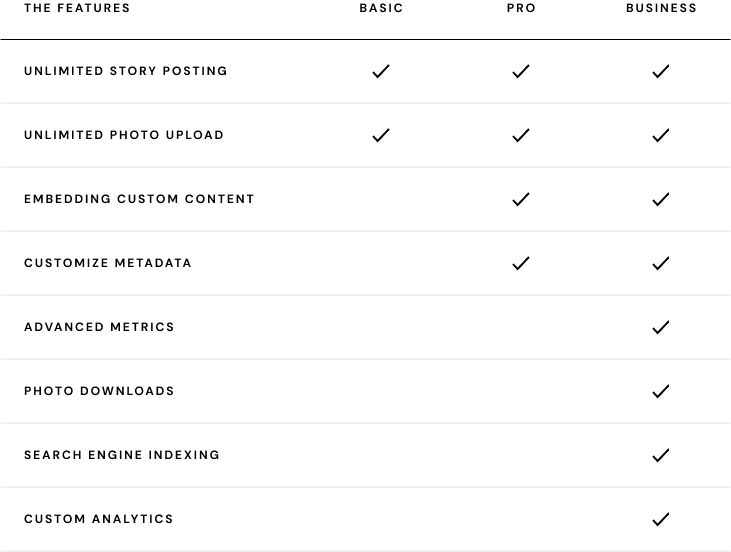 THE FEATURES BASIC PRO BUSINESS
UNLIMITED STORY POSTING
UNLIMITED PHOTO UPLOAD
EMBEDDING CUSTOM CONTENT
CUSTOMIZE METADATA
ADVANCED METRICS
PHOTO DOWNLOADS
SEARCH ENGINE INDEXING
CUSTOM ANALYTICS